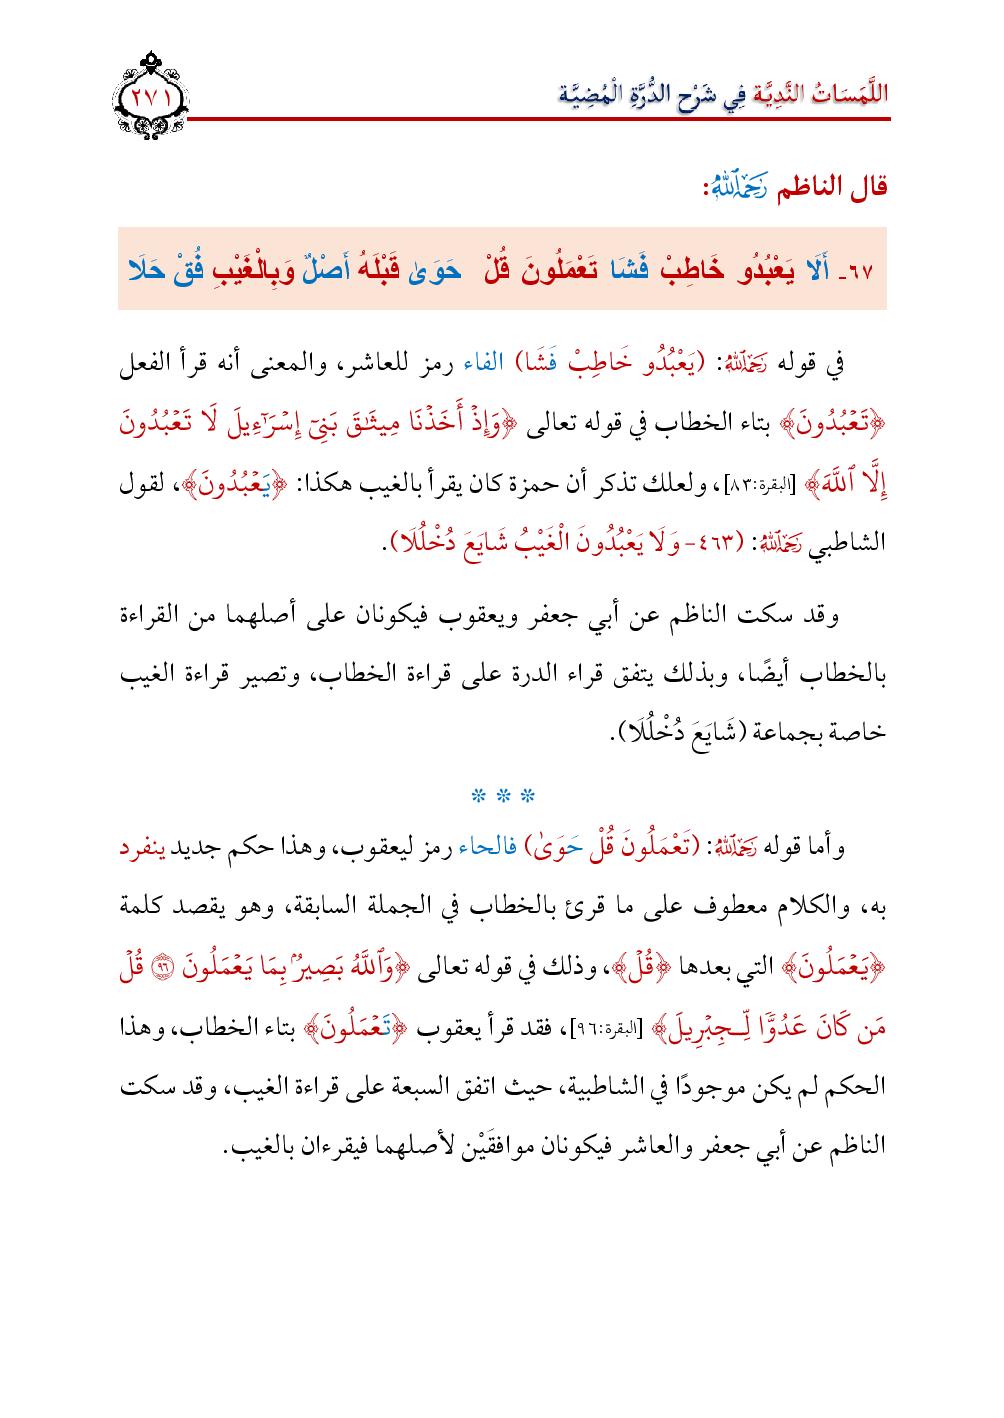 اللَّمَسَاتُ النَّدِيَّة فِي شَرْح الدُّرَّةِ الْمُضِيَّة
٢٧١
قال الناظم رَحِمَهُ ٱللَّهُ:
٦٧- أَلَا يَعْبُدُو خَاطِبْ فَشَا تَعْمَلُونَ قُلْ حَوَىٰ قَبْلَهُ أَصْلٌ وَبِالْغَيْبِ فُقْ حَلَا
في قوله رَحِمَهُ ٱللَّهُ: (يَعْبُدُو خَاطِبْ فَشَا) الفاء رمز للعاشر، والمعنى أنه قرأ الفعل
﴿تَعۡبُدُونَ﴾ بتاء الخطاب في قوله تعالى ﴿وَإِذۡ أَخَذۡنَا مِيثَٰقَ بَنِيٓ إِسۡرَٰٓءِيلَ لَا تَعۡبُدُونَ
إِلَّا ٱللَّهَ﴾ [البقرة:٨٣]، ولعلك تذكر أن حمزة كان يقرأ بالغيب هكذا: ﴿يَعۡبُدُونَ﴾، لقول
الشاطبي رَحِمَهُ ٱللَّهُ: (٤٦٣- وَلَا يَعْبُدُونَ الْغَيْبُ شَايَعَ دُخْلُلَا).
وقد سكت الناظم عن أبي جعفر ويعقوب فيكونان على أصلهما من القراءة
بالخطاب أيضًا، وبذلك يتفق قراء الدرة على قراءة الخطاب، وتصير قراءة الغيب
خاصة بجماعة (شَايَعَ دُخْلُلَا).
* * *
وأما قوله رَحِمَهُ ٱللَّهُ: (تَعْمَلُونَ قُلْ حَوَىٰ) فالحاء رمز ليعقوب، وهذا حكم جديد ينفرد
به، والكلام معطوف على ما قرئ بالخطاب في الجملة السابقة، وهو يقصد كلمة
﴿يَعۡمَلُونَ﴾ التي بعدها ﴿قُلۡ﴾، وذلك في قوله تعالى ﴿وَٱللَّهُ بَصِيرُۢ بِمَا يَعۡمَلُونَ ٩٦ قُلۡ
مَن كَانَ عَدُوّٗا لِّـجِبۡرِيلَ﴾ [البقرة:٩٦]، فقد قرأ يعقوب ﴿تَعۡمَلُونَ﴾ بتاء الخطاب، وهذا
الحكم لم يكن موجودًا في الشاطبية، حيث اتفق السبعة على قراءة الغيب، وقد سكت
الناظم عن أبي جعفر والعاشر فيكونان موافقَيْن لأصلهما فيقرءان بالغيب.